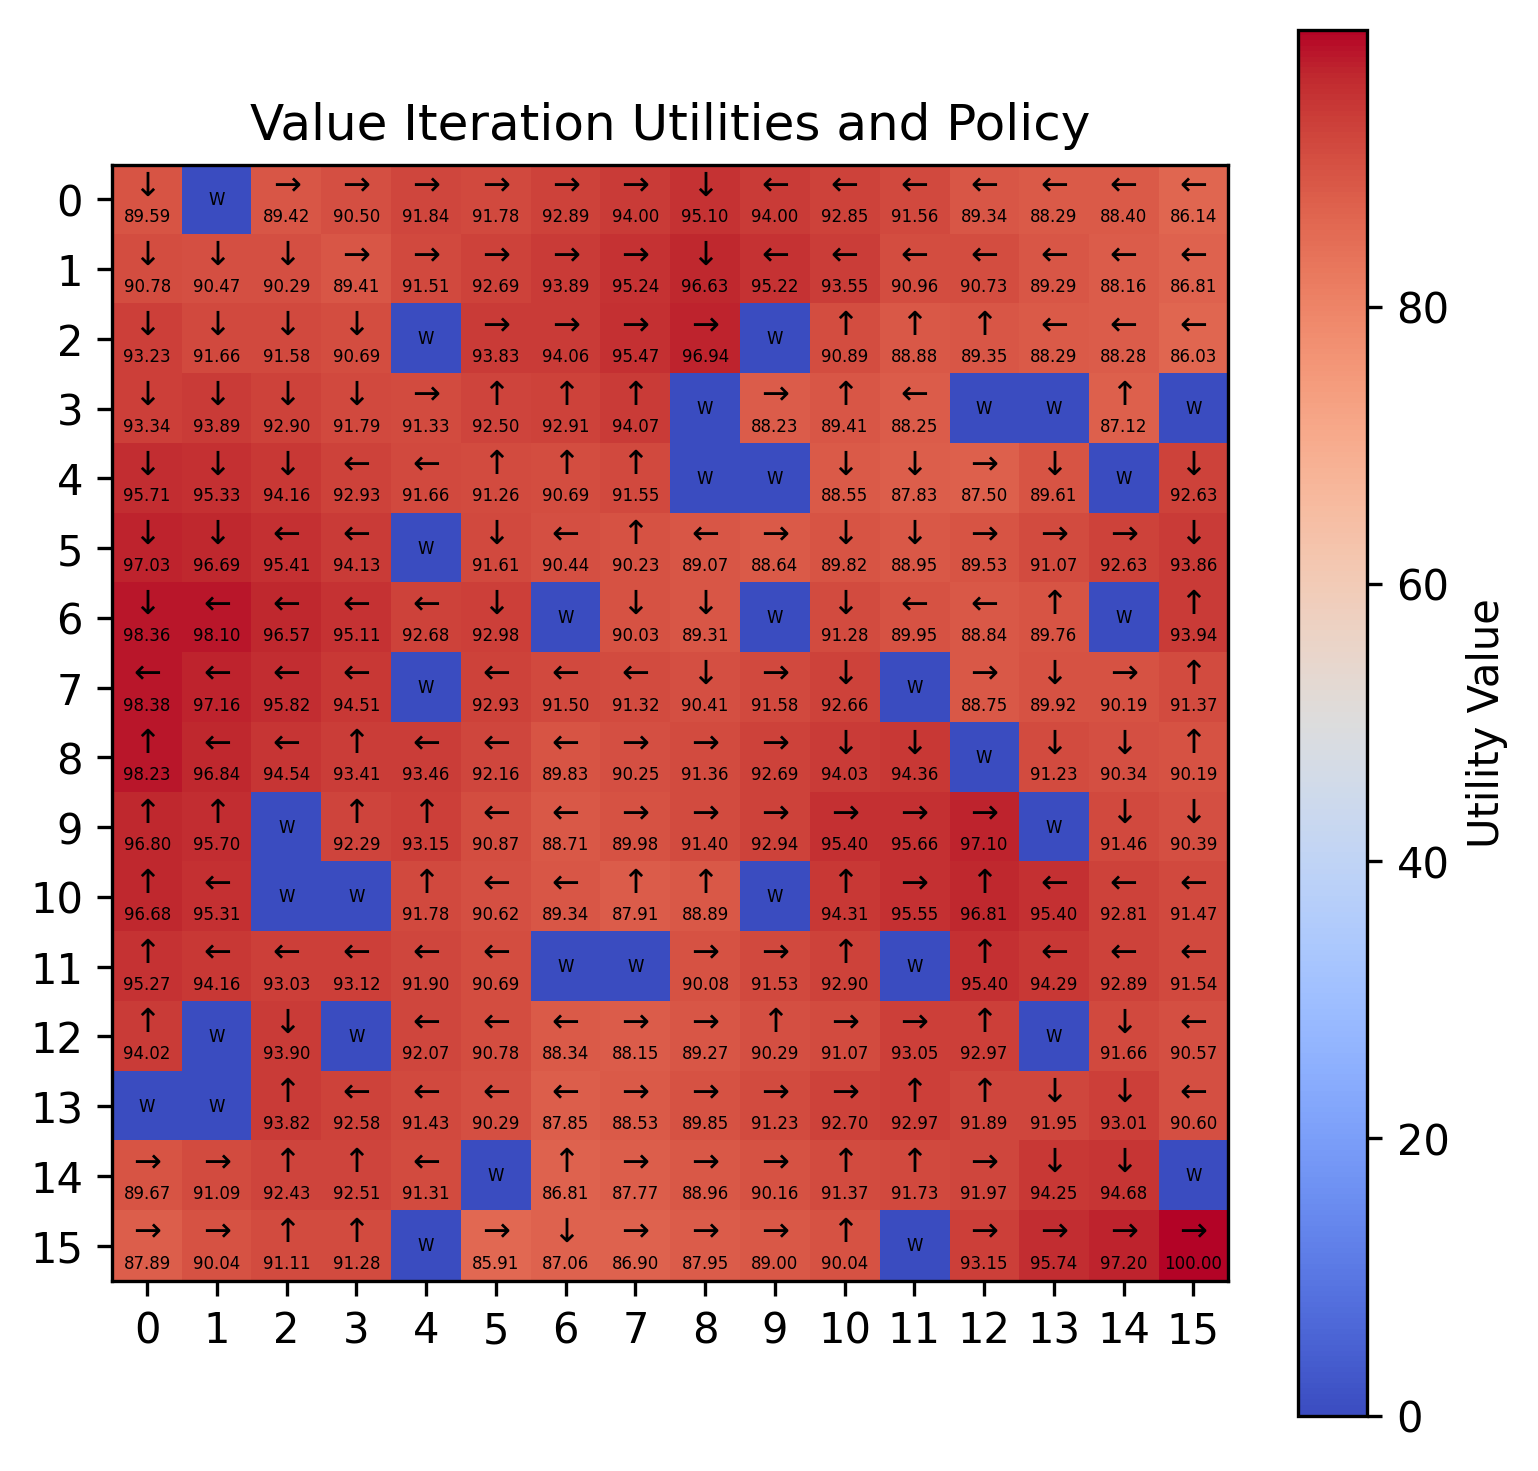 Value Iteration Utilities and Policy
0 ↓ W → → → → → → ↓ ← ← ← ← ← ← ←
89.59 89.42 90.50 91.84 91.78 92.89 94.00 95.10 94.00 92.85 91.56 89.34 88.29 88.40 86.14
1 ↓ ↓ ↓ → → → → → ↓ ← ← ← ← ← ← ←
90.78 90.47 90.29 89.41 91.51 92.69 93.89 95.24 96.63 95.22 93.55 90.96 90.73 89.29 88.16 86.81
2 ↓ ↓ ↓ ↓ W → → → → W ↑ ↑ ↑ ← ← ←
93.23 91.66 91.58 90.69 93.83 94.06 95.47 96.94 90.89 88.88 89.35 88.29 88.28 86.03
3 ↓ ↓ ↓ ↓ → ↑ ↑ ↑ W → ↑ ← W W ↑ W
93.34 93.89 92.90 91.79 91.33 92.50 92.91 94.07 88.23 89.41 88.25 87.12
4 ↓ ↓ ↓ ← ← ↑ ↑ ↑ W W ↓ ↓ → ↓ W ↓
95.71 95.33 94.16 92.93 91.66 91.26 90.69 91.55 88.55 87.83 87.50 89.61 92.63
5 ↓ ↓ ← ← W ↓ ← ↑ ← → ↓ ↓ → → → ↓
97.03 96.69 95.41 94.13 91.61 90.44 90.23 89.07 88.64 89.82 88.95 89.53 91.07 92.63 93.86
6 ↓ ← ← ← ← ↓ W ↓ ↓ W ↓ ← ← ↑ W ↑
98.36 98.10 96.57 95.11 92.68 92.98 90.03 89.31 91.28 89.95 88.84 89.76 93.94
7 ← ← ← ← W ← ← ← ↓ → ↓ W → ↓ → ↑
98.38 97.16 95.82 94.51 92.93 91.50 91.32 90.41 91.58 92.66 88.75 89.92 90.19 91.37
8 ↑ ← ← ↑ ← ← ← → → → ↓ ↓ W ↓ ↓ ↑
98.23 96.84 94.54 93.41 93.46 92.16 89.83 90.25 91.36 92.69 94.03 94.36 91.23 90.34 90.19
9 ↑ ↑ W ↑ ↑ ← ← → → → → → → W ↓ ↓
96.80 95.70 92.29 93.15 90.87 88.71 89.98 91.40 92.94 95.40 95.66 97.10 91.46 90.39
10 ↑ ← W W ↑ ← ← ↑ ↑ W ↑ → ↑ ← ← ←
96.68 95.31 91.78 90.62 89.34 87.91 88.89 94.31 95.55 96.81 95.40 92.81 91.47
11 ↑ ← ← ← ← ← W W → → ↑ W ↑ ← ← ←
95.27 94.16 93.03 93.12 91.90 90.69 90.08 91.53 92.90 95.40 94.29 92.89 91.54
12 ↑ W ↓ W ← ← ← → → ↑ → → ↑ W ↓ ←
94.02 93.90 92.07 90.78 88.34 88.15 89.27 90.29 91.07 93.05 92.97 91.66 90.57
13 W W ↑ ← ← ← ← → → → → ↑ ↑ ↓ ↓ ←
93.82 92.58 91.43 90.29 87.85 88.53 89.85 91.23 92.70 92.97 91.89 91.95 93.01 90.60
14 → → ↑ ↑ ← W ↑ → → → ↑ ↑ → ↓ ↓ W
89.67 91.09 92.43 92.51 91.31 86.81 87.77 88.96 90.16 91.37 91.73 91.97 94.25 94.68
15 → → ↑ ↑ W → ↓ → → → ↑ W → → → →
87.89 90.04 91.11 91.28 85.91 87.06 86.90 87.95 89.00 90.04 93.15 95.74 97.20 100.00
0 1 2 3 4 5 6 7 8 9 10 11 12 13 14 15
80
60
40
20
0
Utility Value